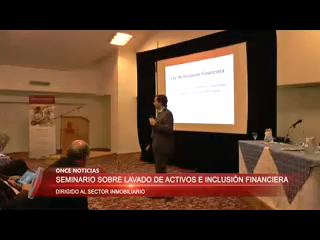 Ley de Inclusión Financiera
ONCE NOTICIAS
SEMINARIO SOBRE LAVADO DE ACTIVOS E INCLUSIÓN FINANCIERA
DIRIGIDO AL SECTOR INMOBILIARIO